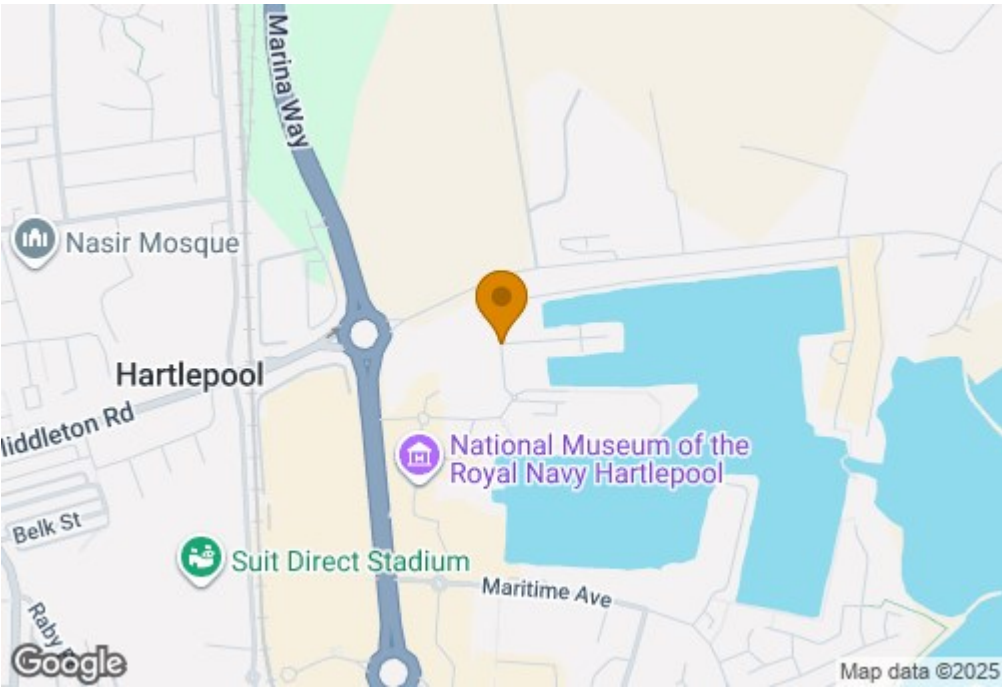 Marina Way
Nasir Mosque
Hartlepool
Middleton Rd
National Museum of the
Royal Navy Hartlepool
Belk St
Suit Direct Stadium
Maritime Ave
Raby
Google
Map data ©2025